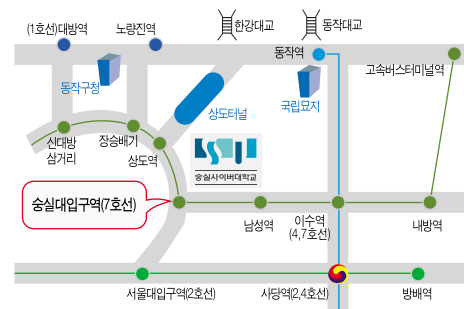 (1호선)대방역
노량진역
한강대교
동작대교
동작역
고속버스터미널역
동작구청
국립묘지
상도터널
신대방
삼거리
장승배기
상도역
숭실사이버대학교
숭실대입구역(7호선)
남성역
이수역
(4,7호선)
내방역
서울대입구역(2호선)
사당역(2,4호선)
방배역